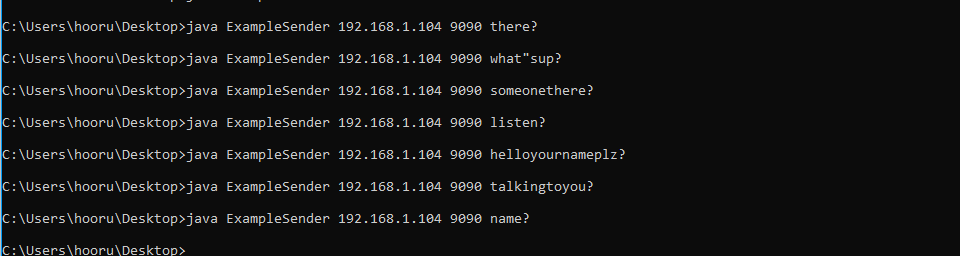 C:\Users\hooru\Desktop>java ExampleSender 192.168.1.104 9090 there?
C:\Users\hooru\Desktop>java ExampleSender 192.168.1.104 9090 what"sup?
C:\Users\hooru\Desktop>java ExampleSender 192.168.1.104 9090 someonethere?
C:\Users\hooru\Desktop>java ExampleSender 192.168.1.104 9090 listen?
C:\Users\hooru\Desktop>java ExampleSender 192.168.1.104 9090 helloyournameplz?
C:\Users\hooru\Desktop>java ExampleSender 192.168.1.104 9090 talkingtoyou?
C:\Users\hooru\Desktop>java ExampleSender 192.168.1.104 9090 name?
C:\Users\hooru\Desktop>